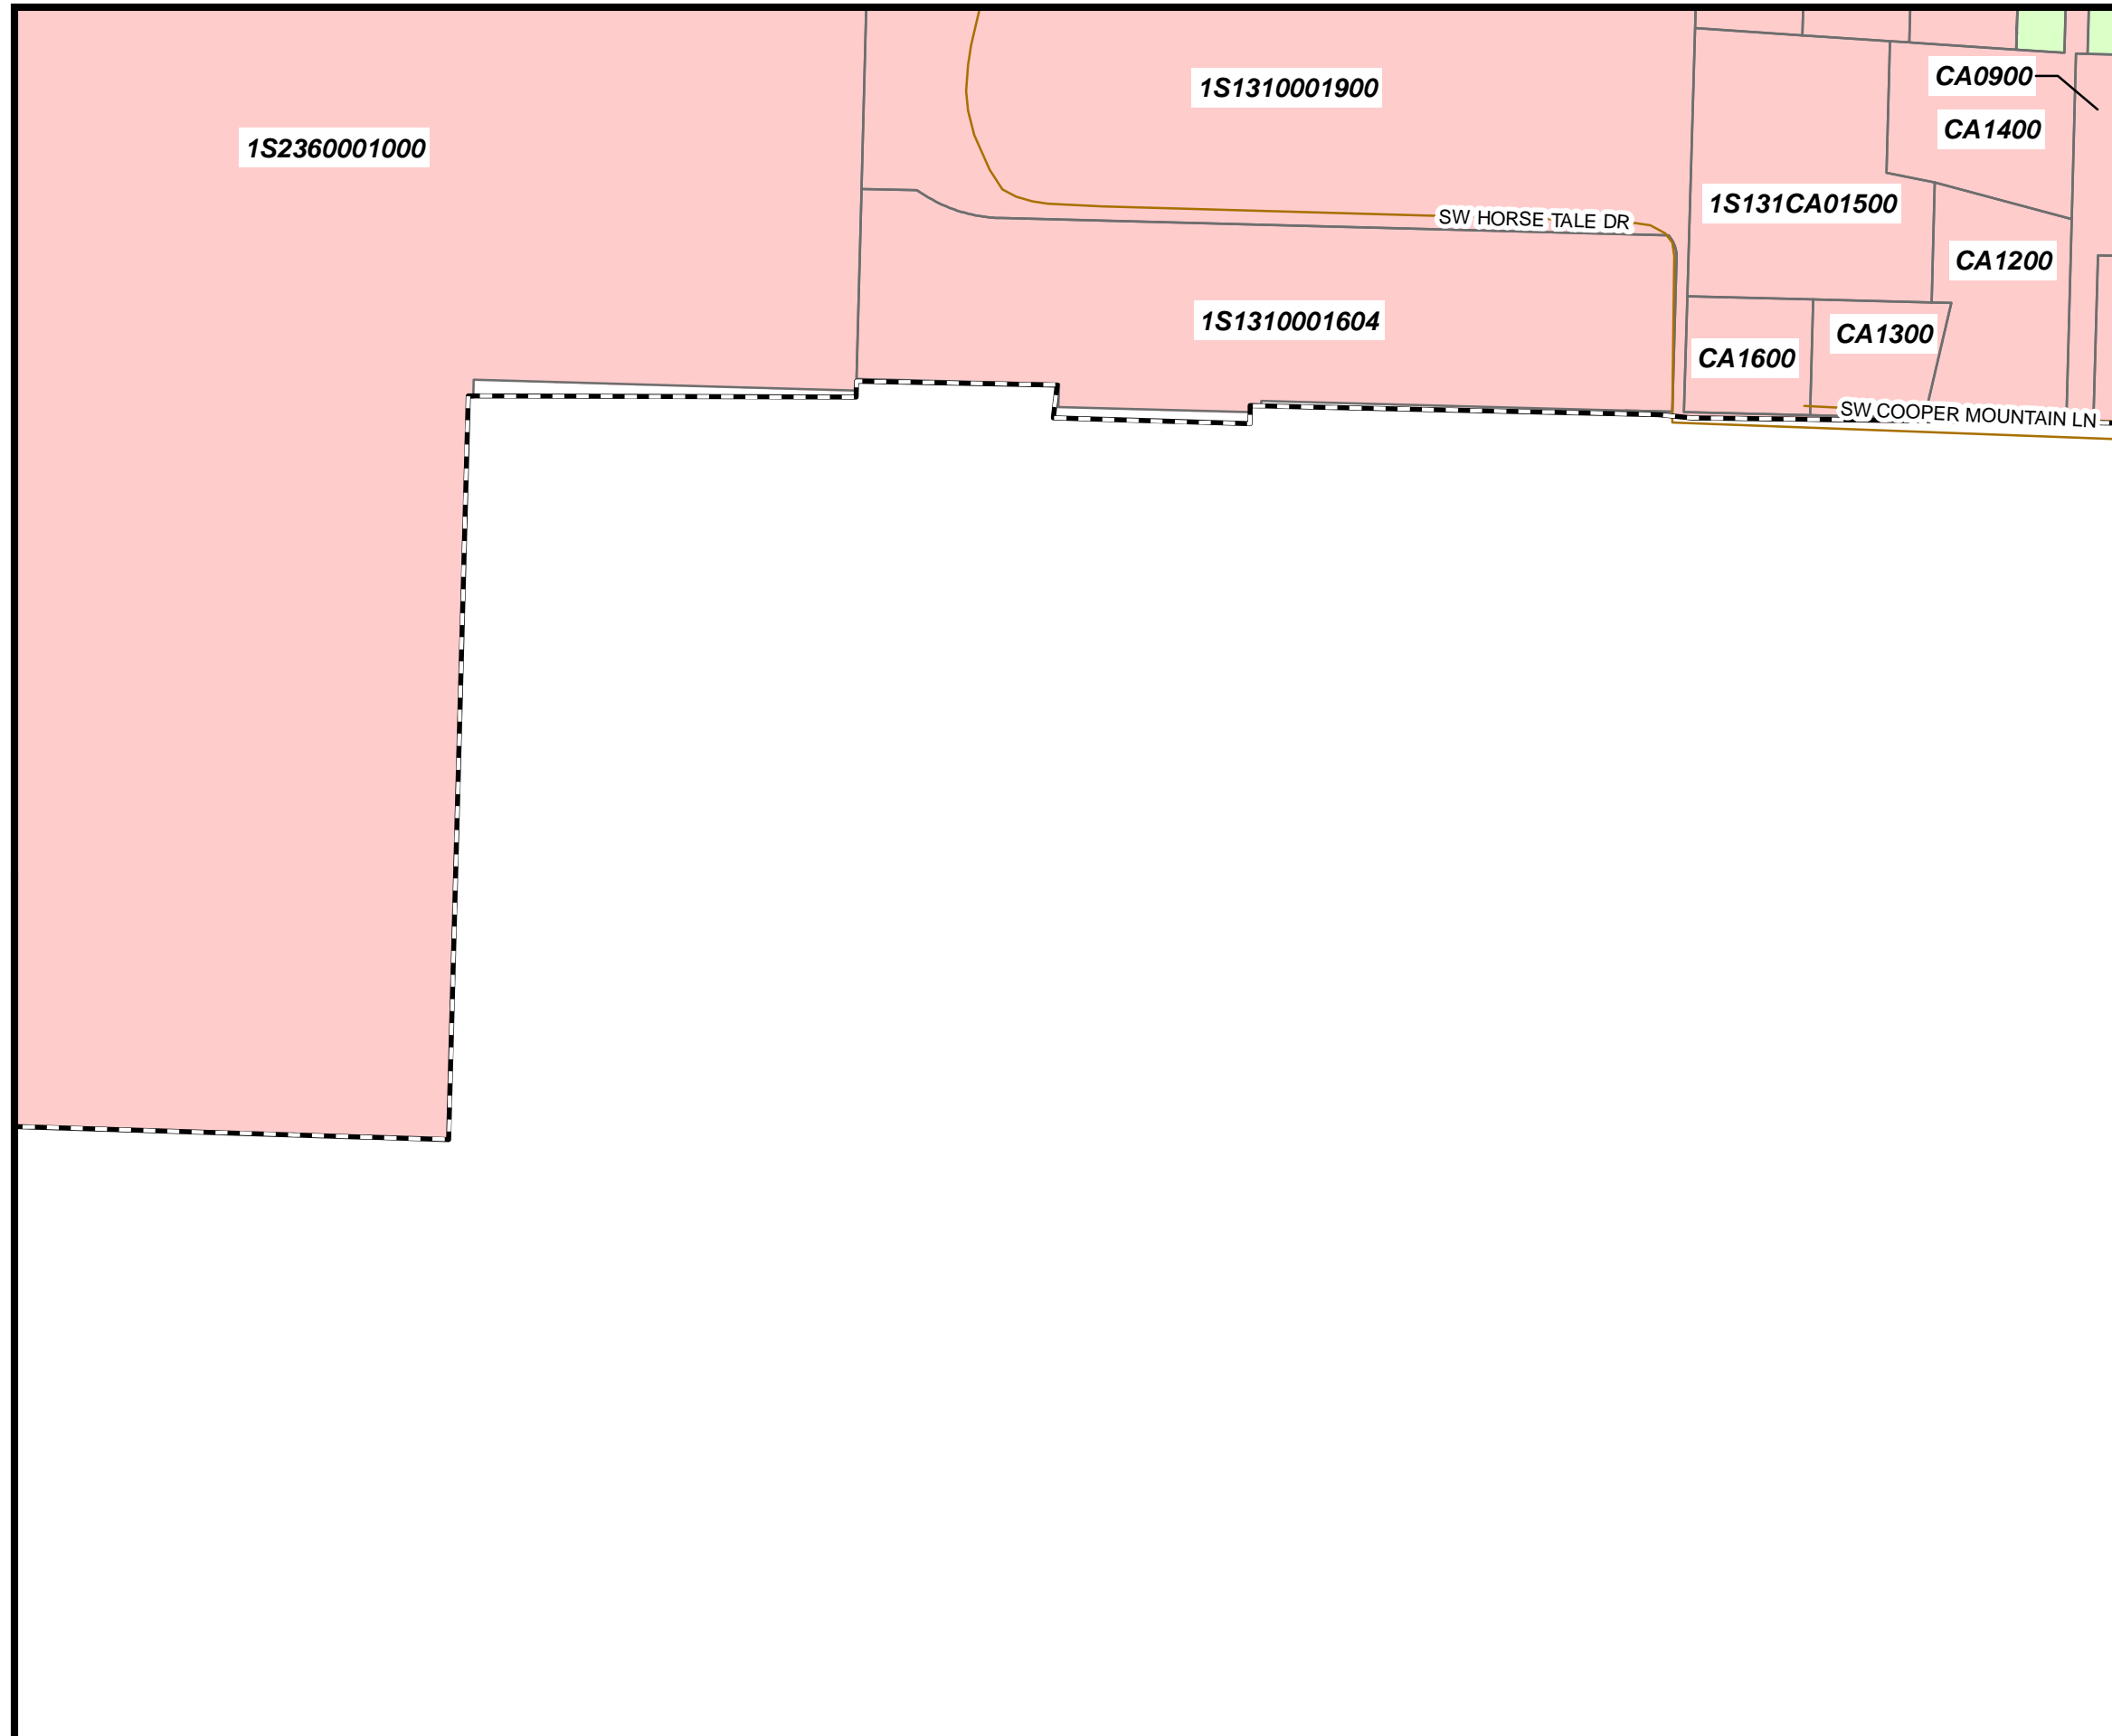 1S1310001900
CA0900
CA1400
1S2360001000
1S131CA01500
SW HORSE TALE DR
CA1200
1S1310001604
CA1300
CA1600
SW COOPER MOUNTAIN LN